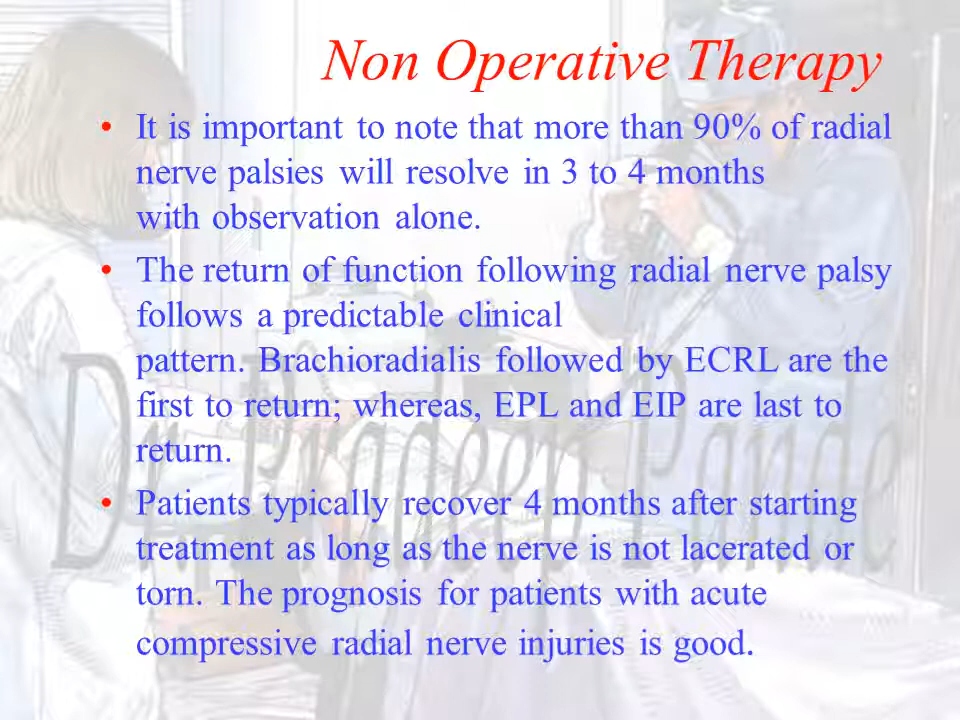 Non Operative Therapy
• It is important to note that more than 90% of radial
nerve palsies will resolve in 3 to 4 months
with observation alone.
• The return of function following radial nerve palsy
follows a predictable clinical
pattern. Brachioradialis followed by ECRL are the
first to return; whereas, EPL and EIP are last to
return.
• Patients typically recover 4 months after starting
treatment as long as the nerve is not lacerated or
torn. The prognosis for patients with acute
compressive radial nerve injuries is good.
Dr. Pradeep Pande